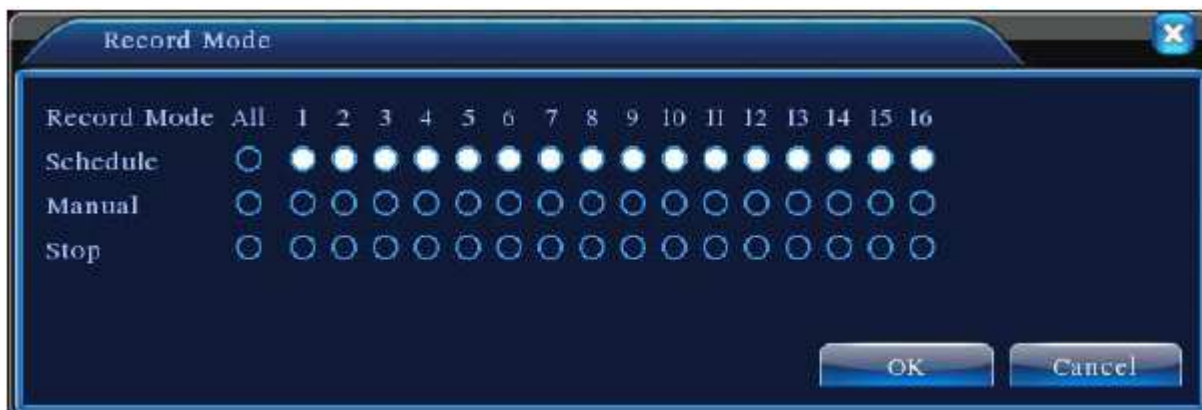 Record Mode
Record Mode All 1 2 3 4 5 6 7 8 9 10 11 12 13 14 15 16
Schedule
Manual
Stop
OK Cancel